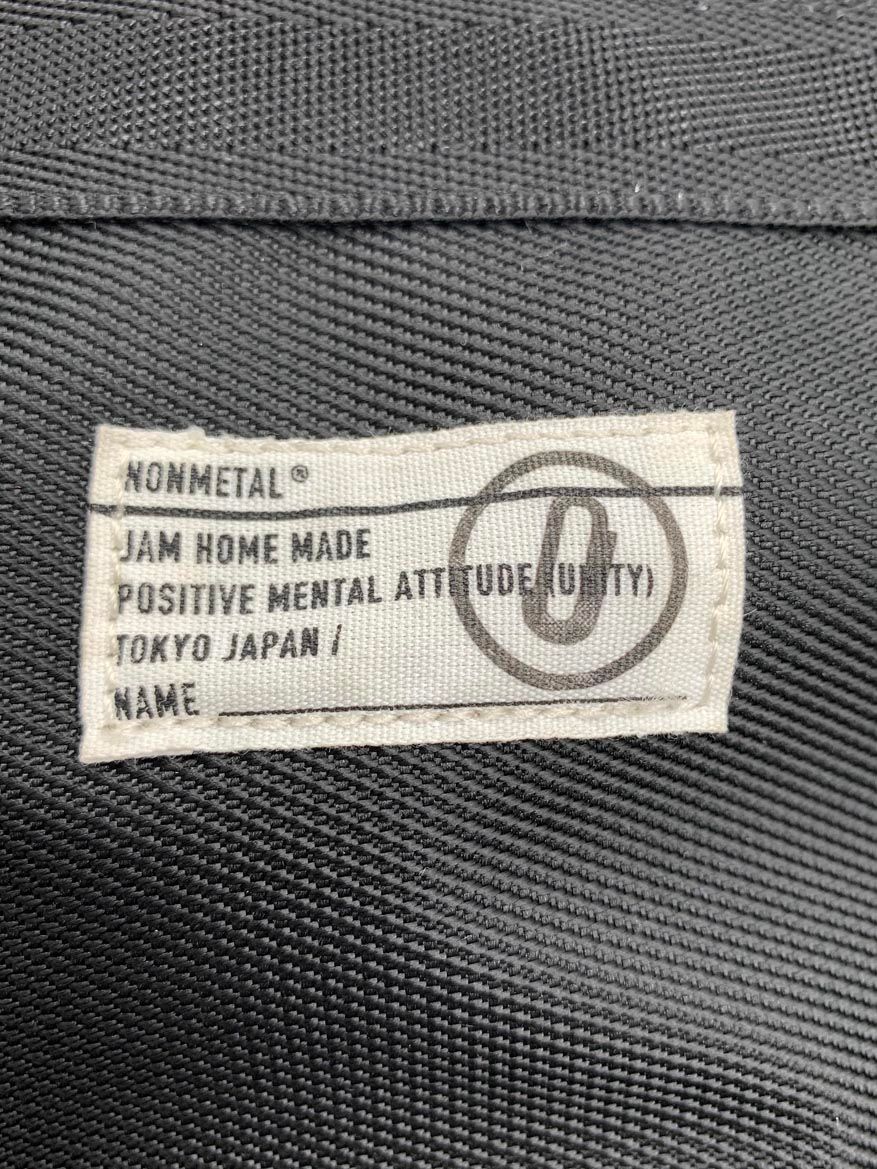 NONMETAL®
JAM HOME MADE
POSITIVE MENTAL ATTITUDE (UNITY)
TOKYO JAPAN /
NAME